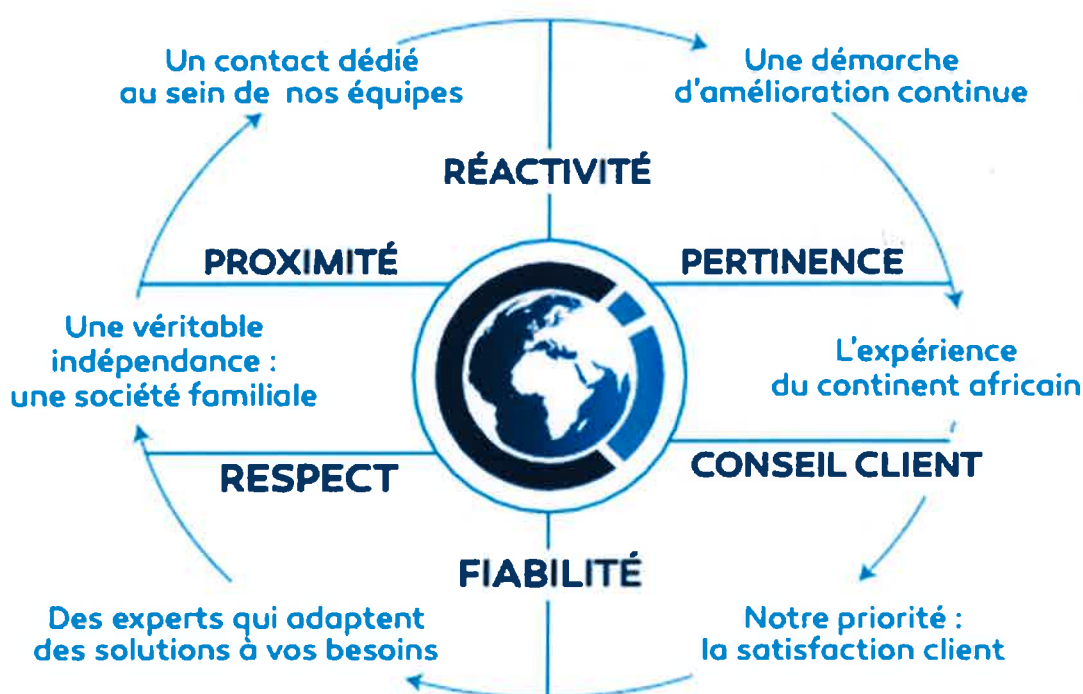 Un contact dédié
au sein de nos équipes
Une démarche
d'amélioration continue
RÉACTIVITÉ
PROXIMITÉ
PERTINENCE
Une véritable
indépendance :
une société familiale
L'expérience
du continent africain
RESPECT
CONSEIL CLIENT
FIABILITÉ
Des experts qui adaptent
des solutions à vos besoins
Notre priorité :
la satisfaction client